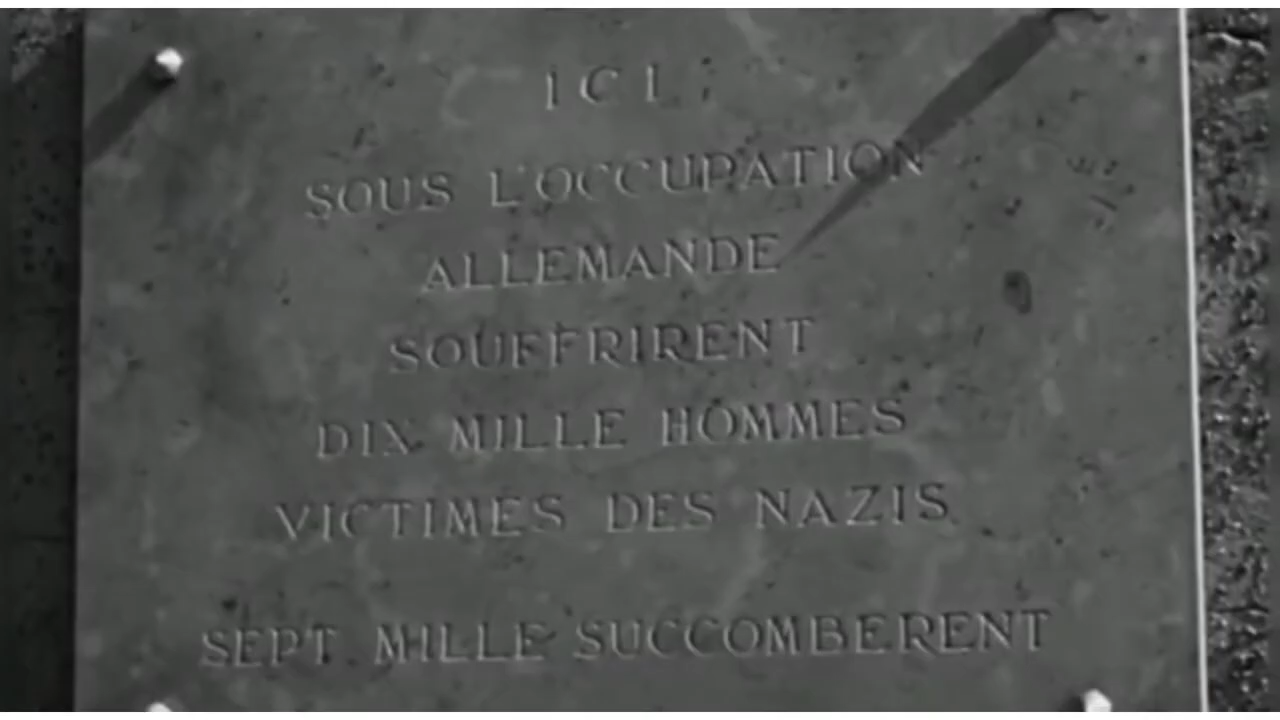 ICI
SOUS L'OCCUPATION
ALLEMANDE
SOUFFRIRENT
DIX MILLE HOMMES
VICTIMES DES NAZIS
SEPT MILLE SUCCOMBERENT